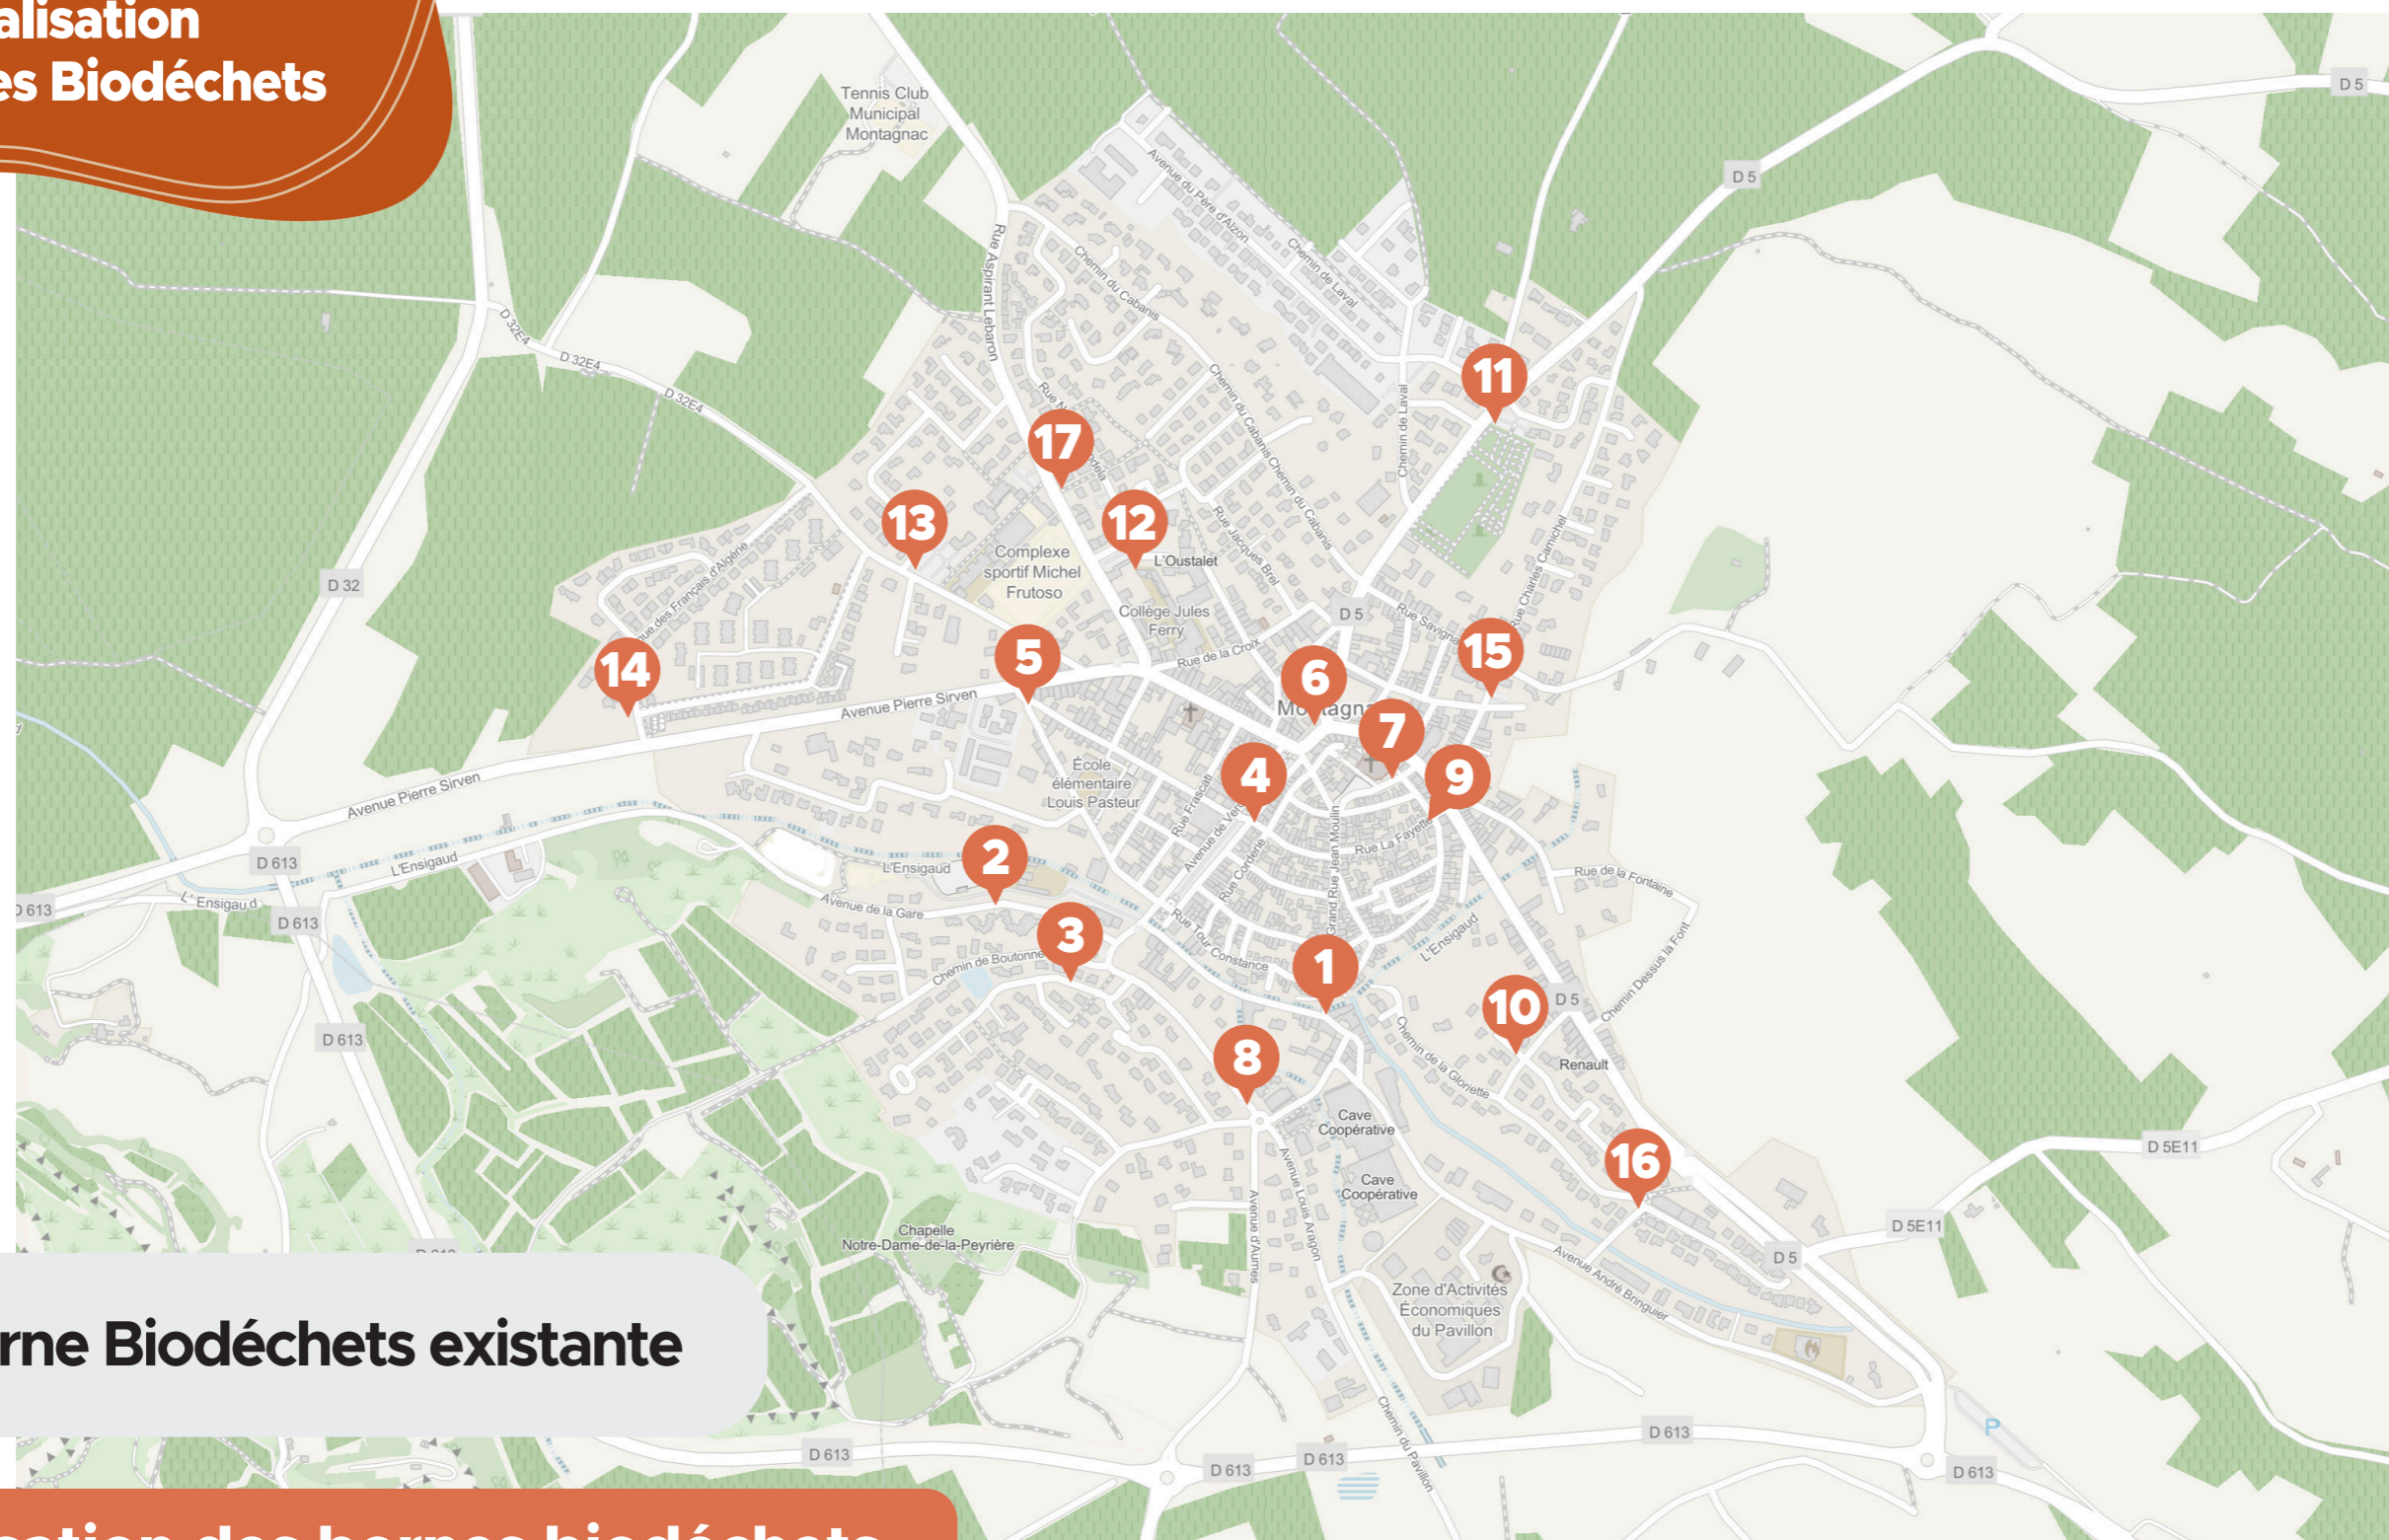 alisation
es Biodéchets
Tennis Club
Municipal
Montagnac
D 5
D 5
Avenue du Père d'Alzon
Chemin de Laval
Rue Aspirant Lebaron
Chemin du Cabanis
D 32E4
D 32E4
D 32E4
11
Chemin de Laval
Chemin du Cabanis
Chemin du Cabanis
17
13
12
L'Oustalet
Complexe
sportif Michel
Frutoso
Rue Jacques Brel
Collège Jules
Ferry
Rue Charles Camichel
D 32
D 5
14
5
Rue de la Croix
6
15
Avenue Pierre Sirven
7
4
9
École
élémentaire
Louis Pasteur
Rue Frascati
Avenue Pierre Sirven
Grand Rue Jean Moulin
Rue La Fayette
Rue Corderie
D 613
L'Ensigaud
L'Ensigaud
2
Rue de la Fontaine
L'Ensigaud
D 613
D 613
Avenue de la Gare
3
Rue Tour Constance
L'Ensigaud
Chemin Dessus la Font
Chemin de Boutonne
1
10
D 5
D 613
8
Chemin de la Gloriette
Renault
Cave
Coopérative
16
D 5E11
Cave
Coopérative
Avenue Louis Aragon
Avenue d'Aumes
Chapelle
Notre-Dame-de-la-Peyrière
D 5E11
D 5
Avenue André Bringuier
Zone d'Activités
Économiques
du Pavillon
rne Biodéchets existante
Chemin du Pavillon
P
D 613
D 613
D 613
D 613
D 613